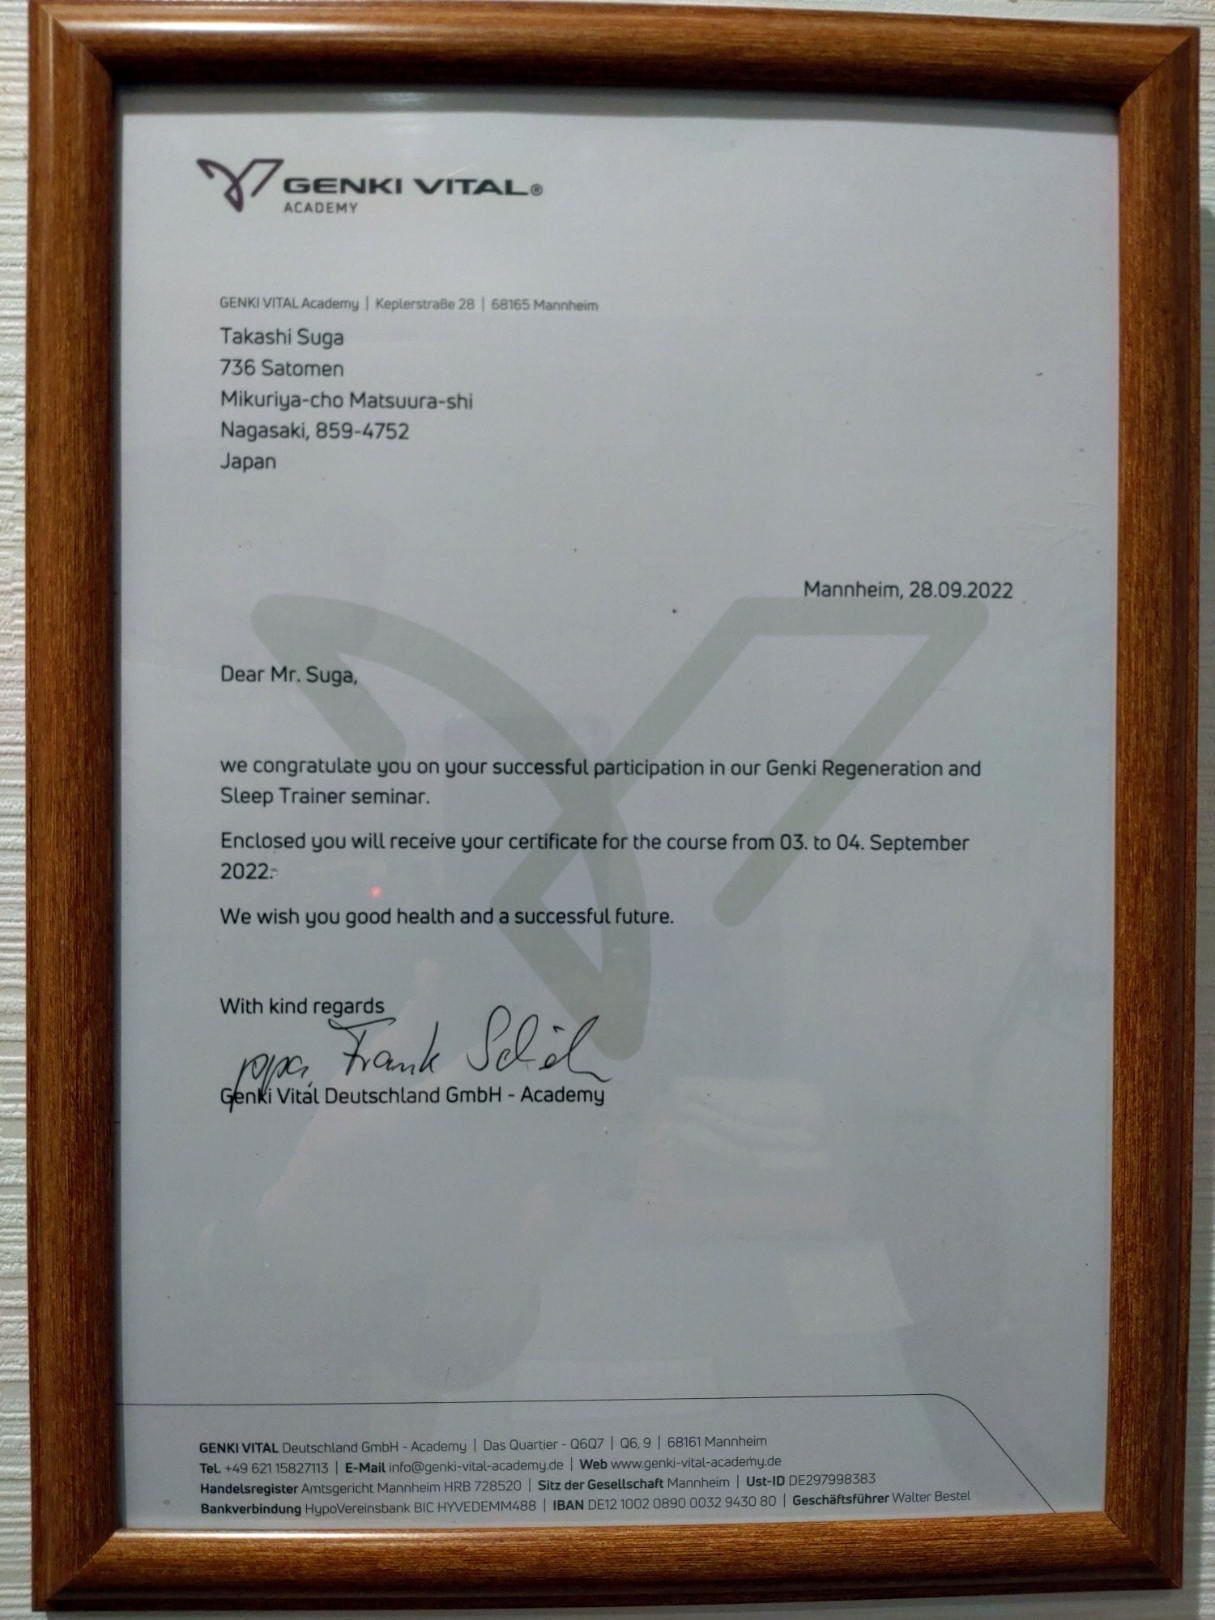 GENKI VITAL®
ACADEMY
GENKI VITAL Academy | Keplerstraße 28 | 68165 Mannheim
Takashi Suga
736 Satomen
Mikuriya-cho Matsuura-shi
Nagasaki, 859-4752
Japan
Mannheim, 28.09.2022
Dear Mr. Suga,
we congratulate you on your successful participation in our Genki Regeneration and
Sleep Trainer seminar.
Enclosed you will receive your certificate for the course from 03. to 04. September
2022.
We wish you good health and a successful future.
With kind regards
ppa. Frank
Genki Vital Deutschland GmbH - Academy
GENKI VITAL Deutschland GmbH - Academy | Das Quartier - Q6Q7 | Q6, 9 | 68161 Mannheim
Tel. +49 621 15827113 | E-Mail info@genki-vital-academy.de | Web www.genki-vital-academy.de
Handelsregister Amtsgericht Mannheim HRB 728520 | Sitz der Gesellschaft Mannheim | Ust-ID DE297998383
Bankverbindung HypoVereinsbank BIC HYVEDEMM488 | IBAN DE12 1002 0890 0032 9430 80 | Geschäftsführer Walter Bestel